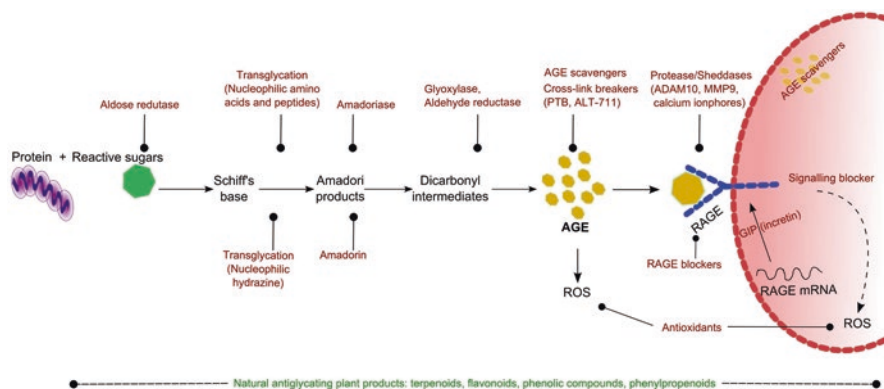 Aldose redutase
Transglycation
(Nucleophilic amino
acids and peptides)
Amadoriase
Glyoxylase,
Aldehyde reductase
AGE scavengers
Cross-link breakers
(PTB, ALT-711)
Protease/Sheddases
(ADAM10, MMP9,
calcium ionphores)
AGE scavengers
Protein + Reactive sugars
Schiff's
base
Amadori
products
Dicarbonyl
intermediates
AGE
RAGE
Signalling blocker
GIP (incretin)
Transglycation
(Nucleophilic
hydrazine)
Amadorin
RAGE blockers
RAGE mRNA
ROS
Antioxidants
ROS
Natural antiglycating plant products: terpenoids, flavonoids, phenolic compounds, phenylpropenoids